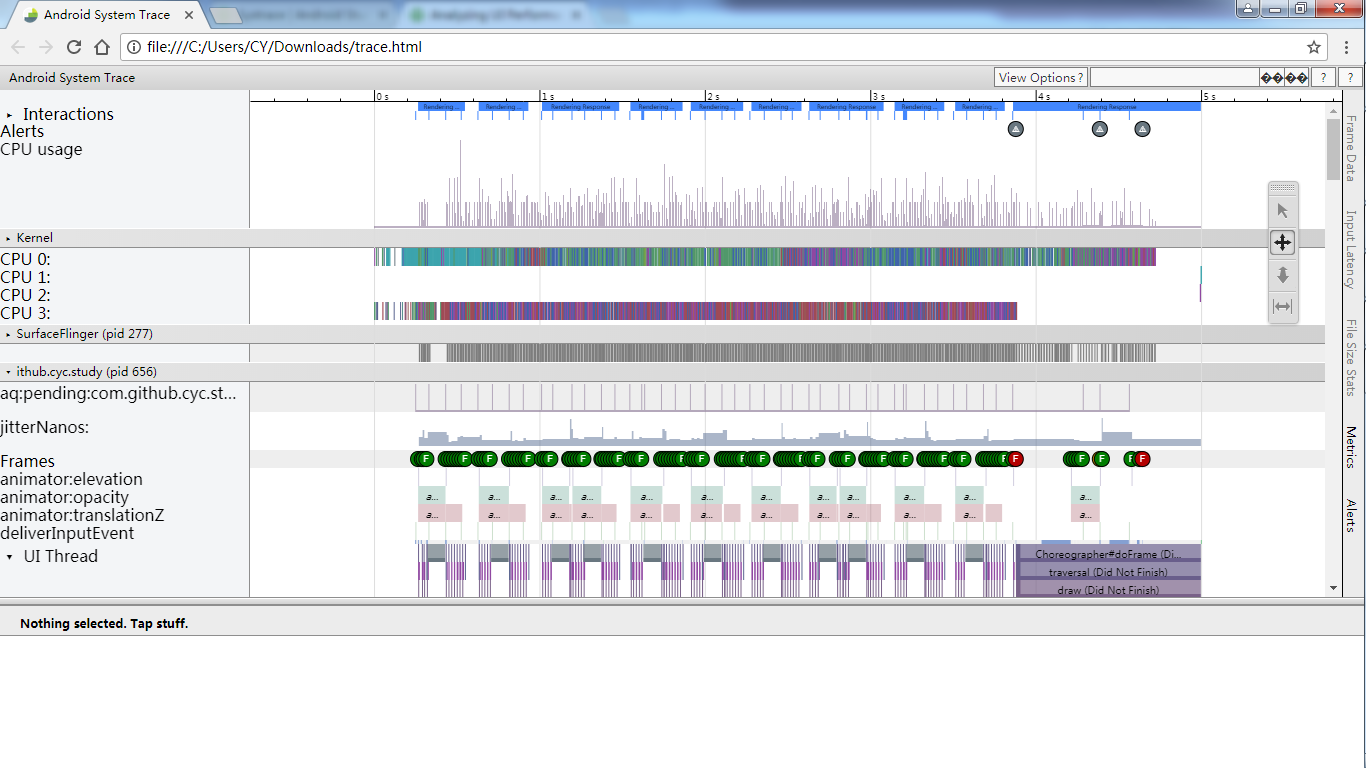 Android System Trace
Analyzing UI Perform
file:///C:/Users/CY/Downloads/trace.html
Android System Trace
View Options ?
��
��
?
?
0 s
1 s
2 s
3 s
4 s
5 s
Interactions
Rendering ...
Rendering ...
Rendering Response
Rendering ...
Rendering ...
Rendering ...
Rendering Response
Rendering ...
Rendering ...
Rendering Response
Alerts
CPU usage
Kernel
CPU 0:
CPU 1:
CPU 2:
CPU 3:
SurfaceFlinger (pid 277)
ithub.cyc.study (pid 656)
aq:pending:com.github.cyc.st...
jitterNanos:
Frames
F F F F F F F F F F F F F F F F F F F F F F F
animator:elevation
animator:opacity
a... a... a... a... a... a... a... a... a... a... a... a...
animator:translationZ
a... a... a... a... a... a... a... a... a... a... a... a...
deliverInputEvent
UI Thread
Choreographer#doFrame (Di...
traversal (Did Not Finish)
draw (Did Not Finish)
Frame Data
Input Latency
File Size Stats
Metrics
Alerts
Nothing selected. Tap stuff.